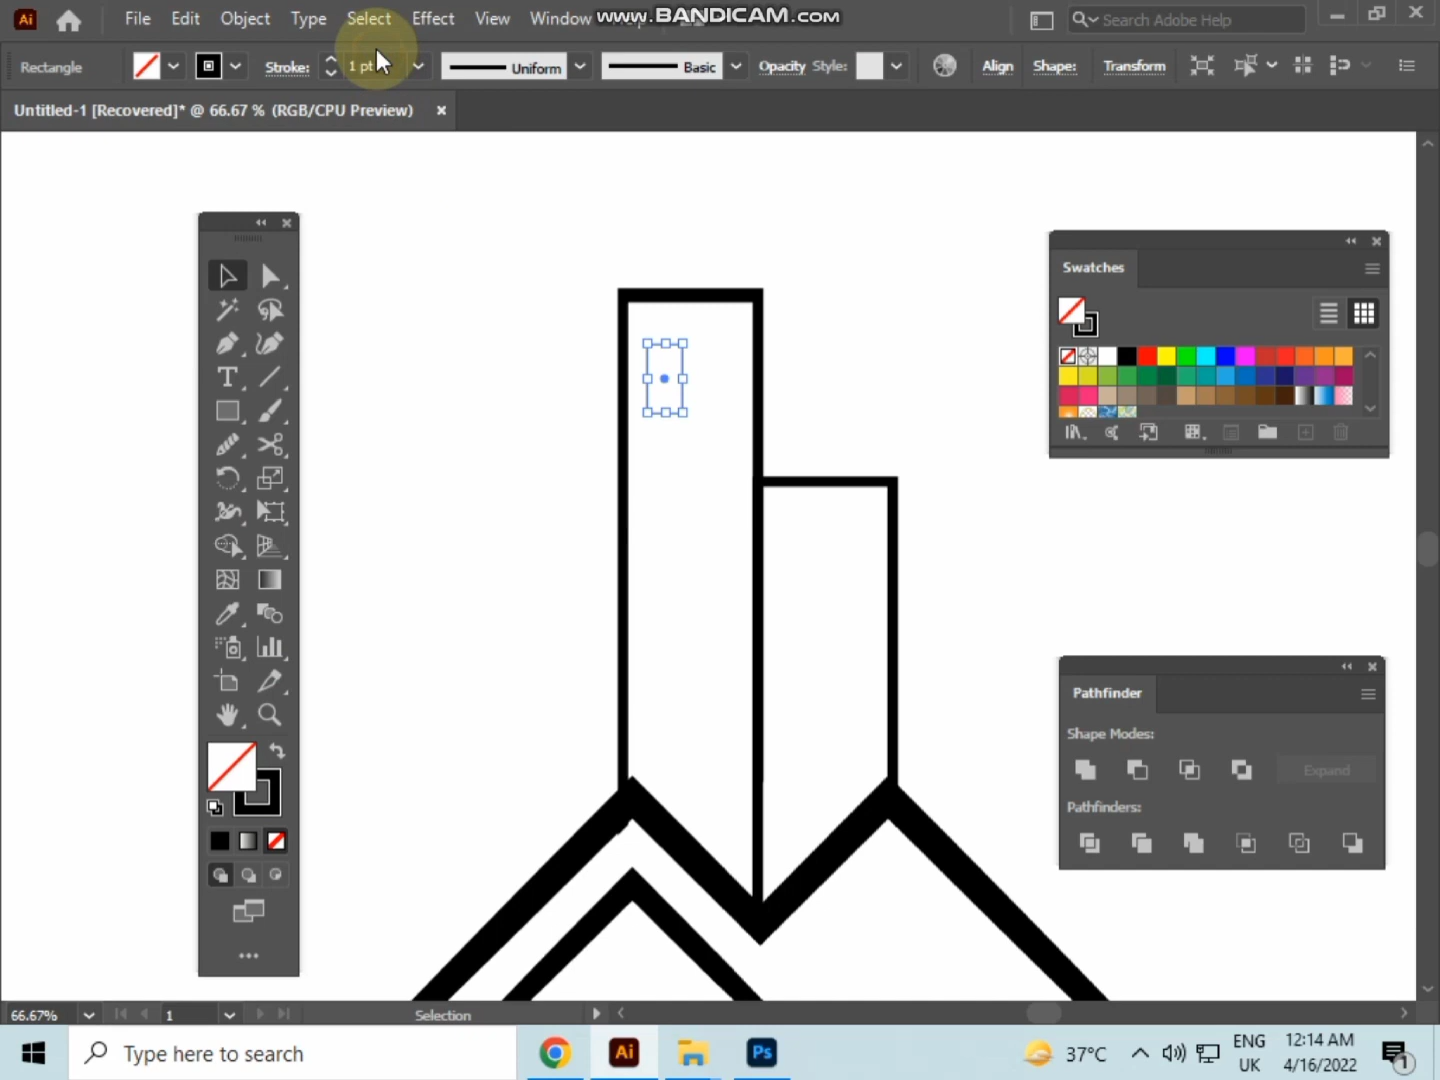 www.BANDICAM.com
Ai File Edit Object Type Select Effect View Window
Search Adobe Help
Rectangle Stroke: 1 pt Uniform Basic Opacity Style: Align Shape: Transform
Untitled-1 [Recovered]* @ 66.67 % (RGB/CPU Preview)
Swatches
Pathfinder
Shape Modes:
Expand
Pathfinders:
66.67% 1 Selection
Type here to search
Ai
Ps
37°C
ENG
UK
12:14 AM
4/16/2022
1